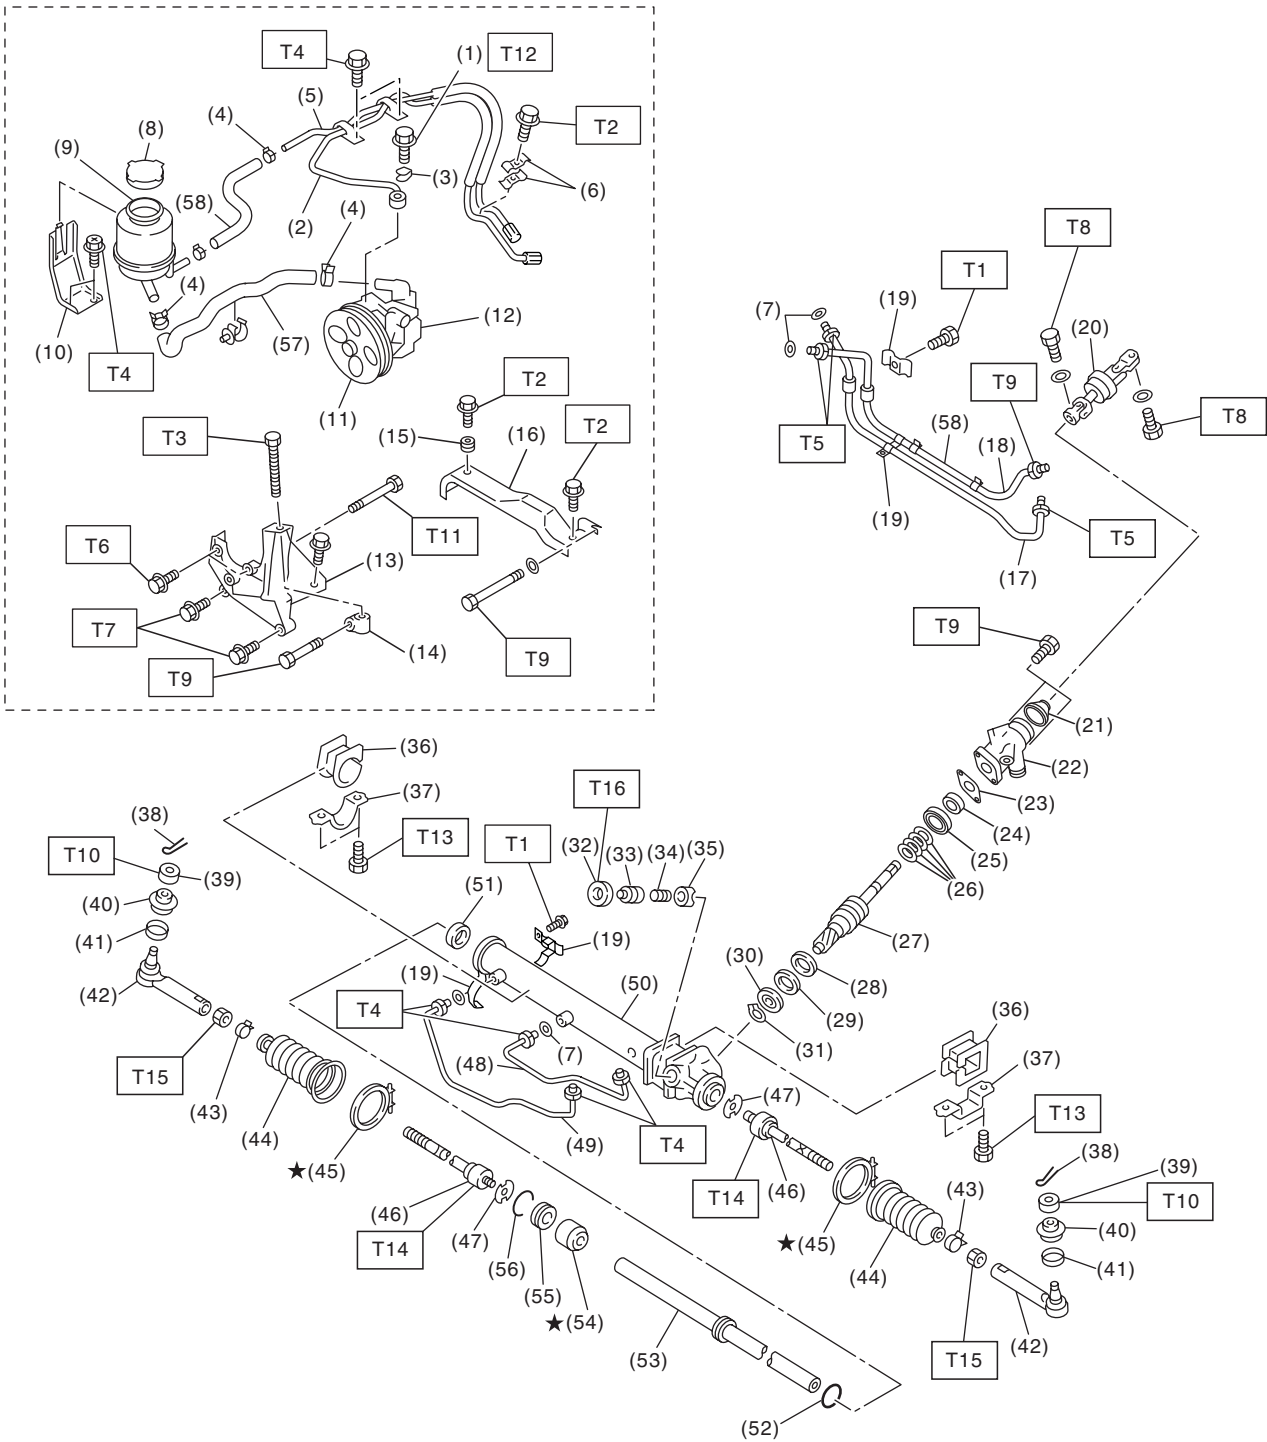 T4
(1)
T12
(5)
(4)
(8)
T2
(9)
(3)
(6)
(58)
(2)
(4)
(4)
(12)
(10)
(57)
T4
(11)
T2
T3
(15)
(16)
T2
T11
T6
(13)
T7
(14)
T9
T9
T8
T1
(7)
(19)
(20)
T9
T8
(58)
(18)
T5
(19)
T5
(17)
T9
(21)
(22)
(23)
(24)
(25)
(26)
(27)
(28)
(29)
(30)
(31)
(36)
(37)
T13
T16
(38)
T10
(39)
(40)
(41)
(42)
T15
(43)
(44)
★(45)
(32)
(33)
(34)
(35)
T1
(51)
(19)
(19)
(50)
T4
(7)
(48)
(49)
T4
(47)
(46)
T14
(46)
T14
(47)
(56)
(55)
★(54)
(53)
(52)
(36)
(37)
T13
(38)
(39)
T10
(40)
(41)
(43)
★(45)
(44)
(42)
T15